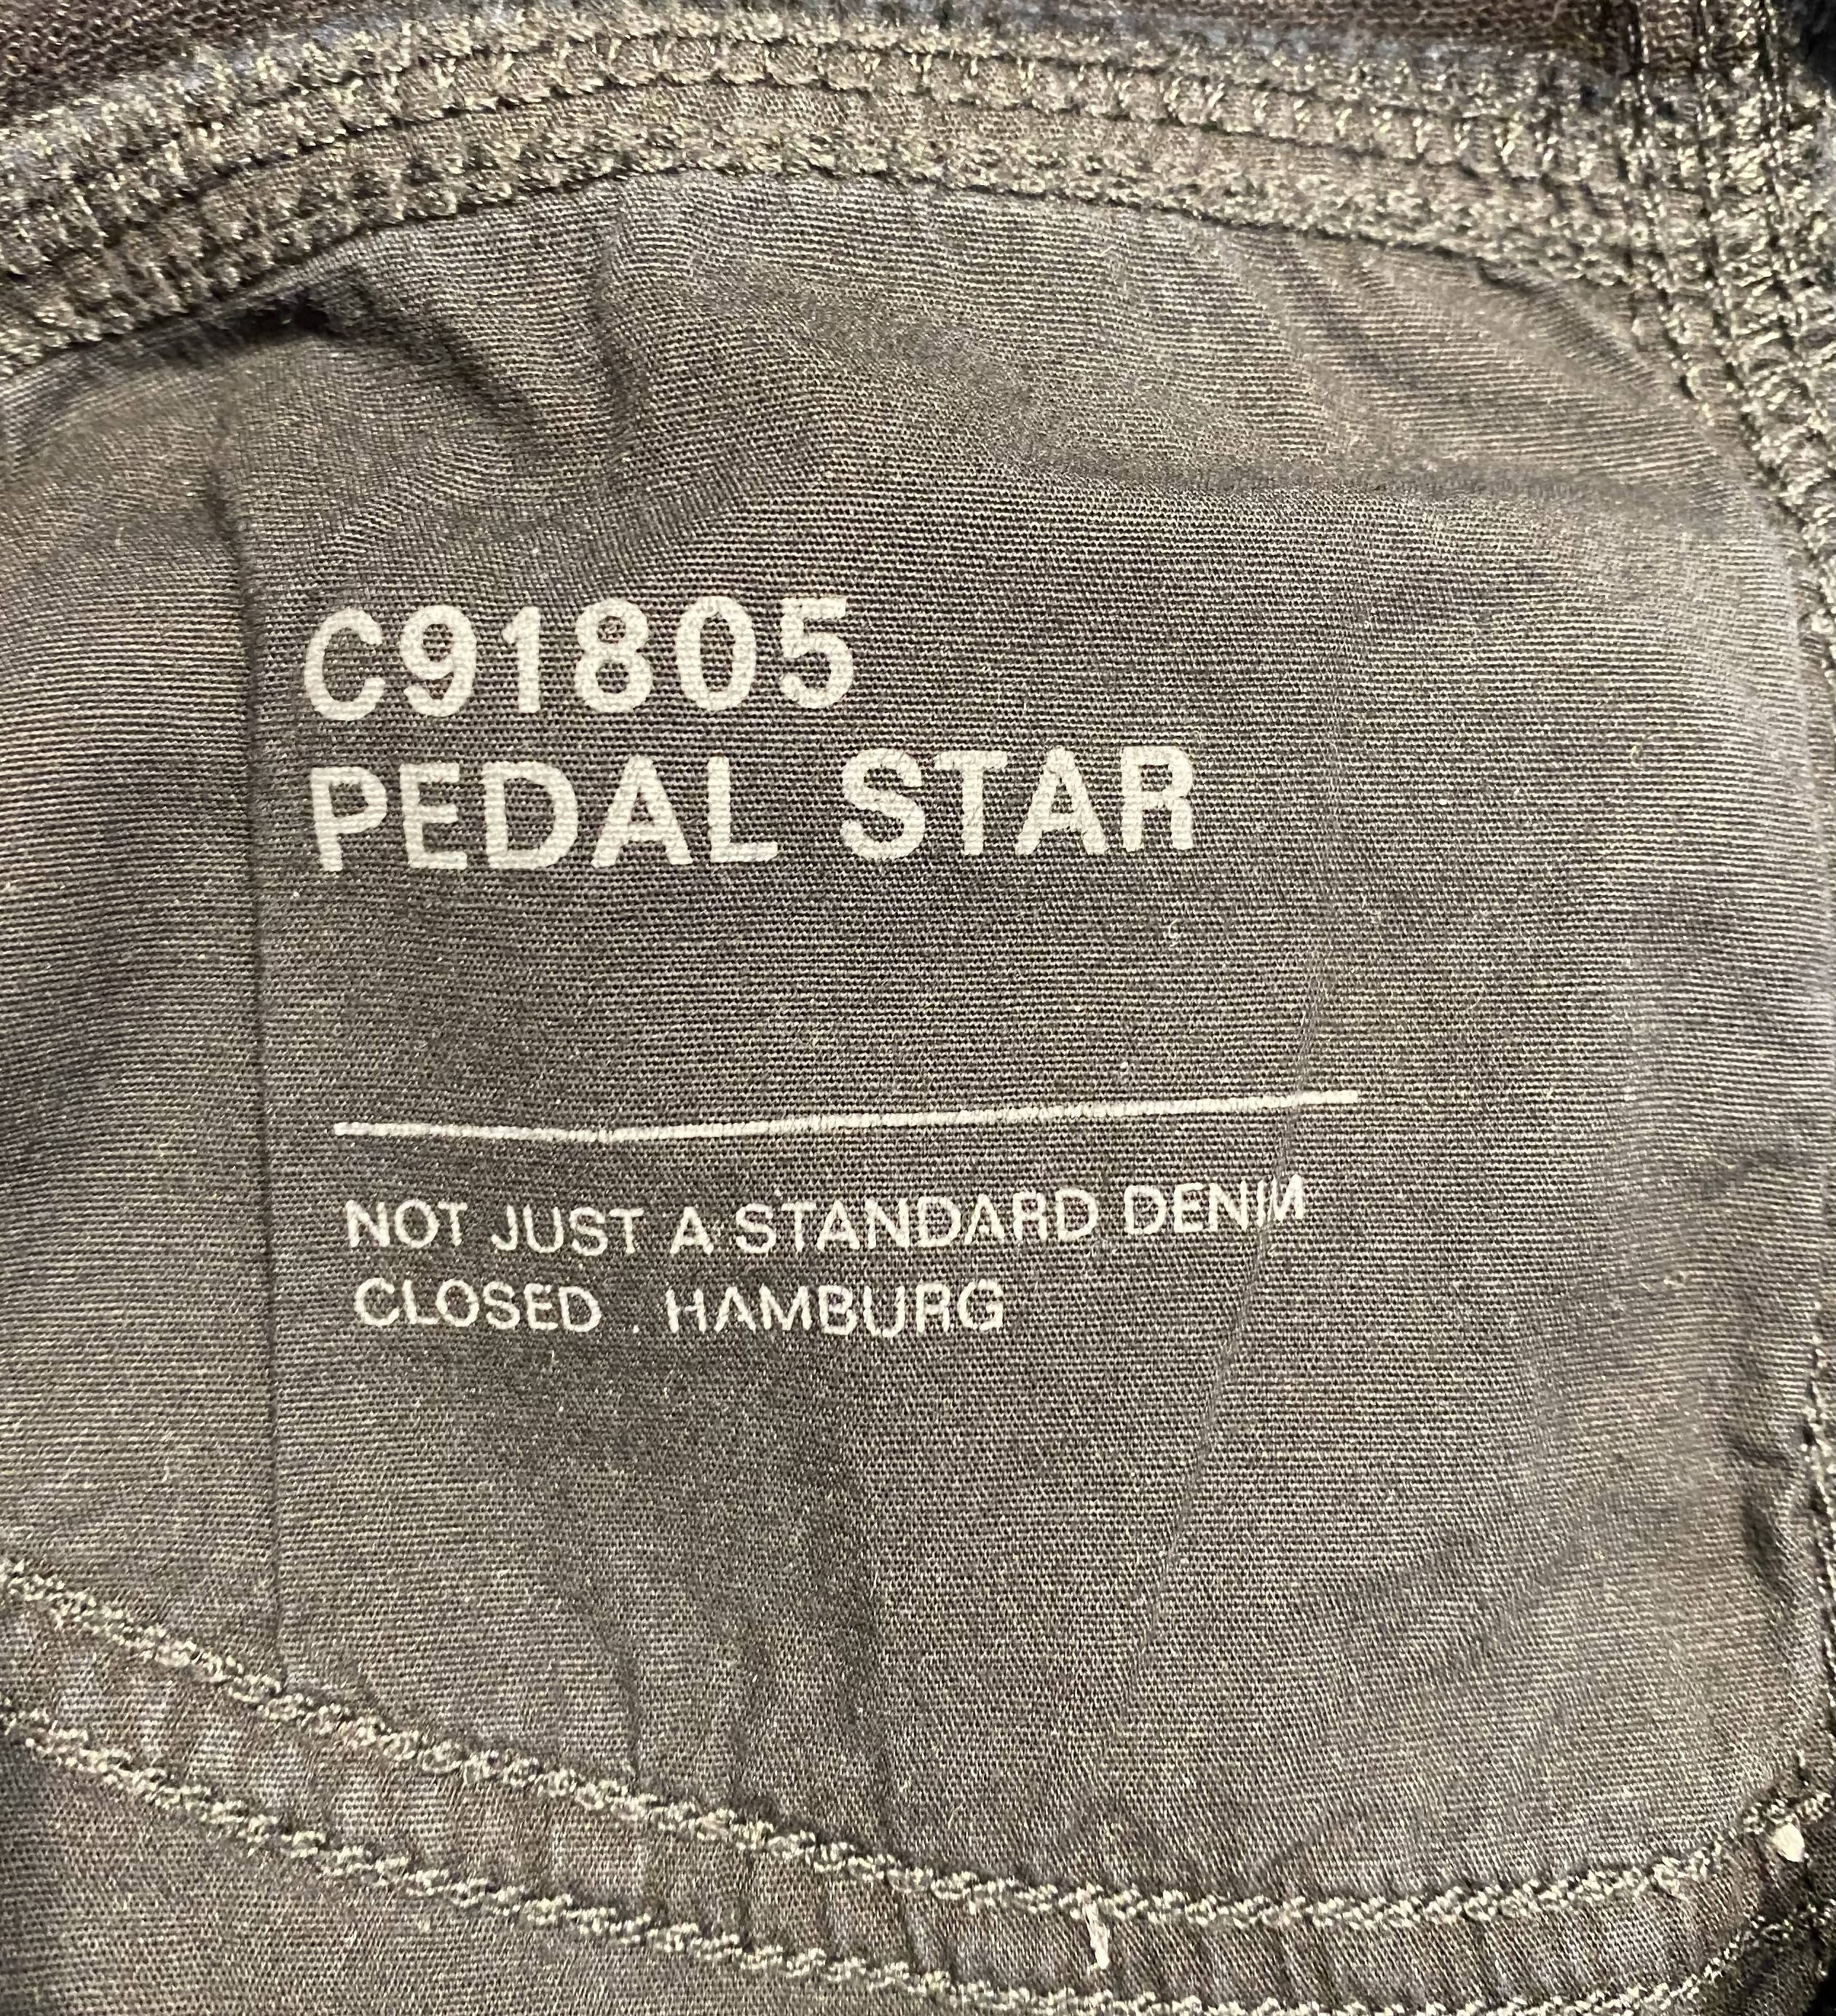 C91805
PEDAL STAR
NOT JUST A STANDARD DENIM
CLOSED . HAMBURG